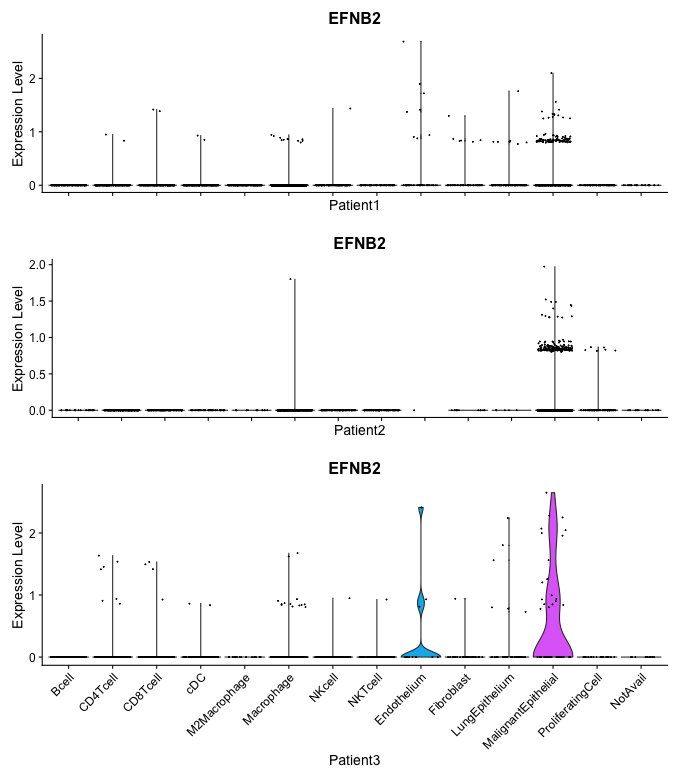 EFNB2
Expression Level
2
1
0
Patient1
EFNB2
Expression Level
2.0
1.5
1.0
0.5
0.0
Patient2
EFNB2
Expression Level
2
1
0
Bcell
CD4Tcell
CD8Tcell
cDC
M2Macrophage
Macrophage
NKcell
NKTcell
Endothelium
Fibroblast
LungEpithelium
MalignantEpithelial
ProliferatingCell
NotAvail
Patient3